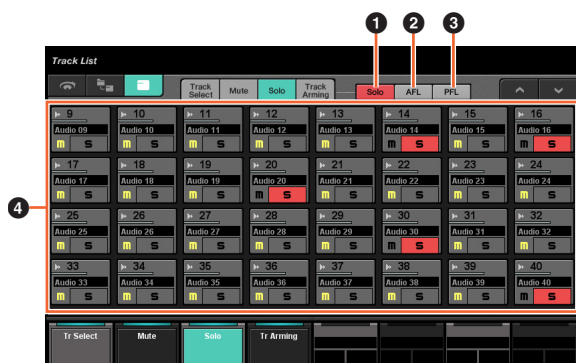 1 2 3
Track List
Track Select Mute Solo Track Arming Solo AFL PFL
9 10 11 12 13 14 15 16
Audio 09 Audio 10 Audio 11 Audio 12 Audio 13 Audio 14 Audio 15 Audio 16
m S m S m S m S m S m S m S m S
17 18 19 20 21 22 23 24
Audio 17 Audio 18 Audio 19 Audio 20 Audio 21 Audio 22 Audio 23 Audio 24
m S m S m S m S m S m S m S m S
4
25 26 27 28 29 30 31 32
Audio 25 Audio 26 Audio 27 Audio 28 Audio 29 Audio 30 Audio 31 Audio 32
m S m S m S m S m S m S m S m S
33 34 35 36 37 38 39 40
Audio 33 Audio 34 Audio 35 Audio 36 Audio 37 Audio 38 Audio 39 Audio 40
m S m S m S m S m S m S m S m S
Tr Select Mute Solo Tr Arming